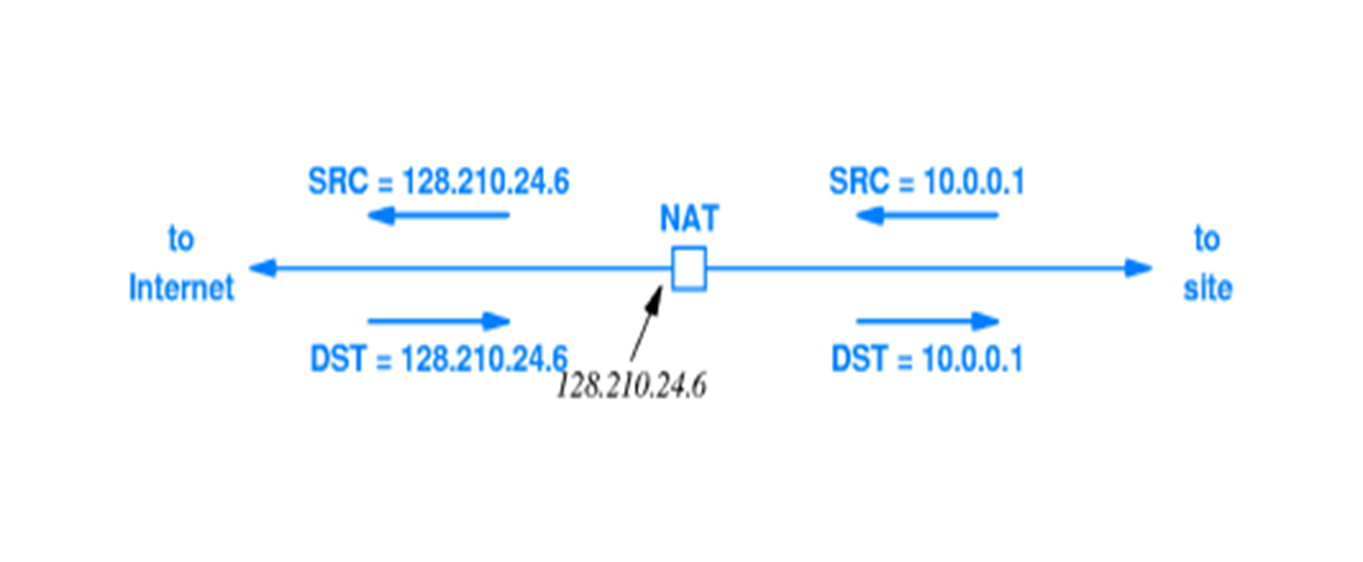 SRC = 128.210.24.6
SRC = 10.0.0.1
NAT
to
Internet
to
site
DST = 128.210.24.6
DST = 10.0.0.1
128.210.24.6